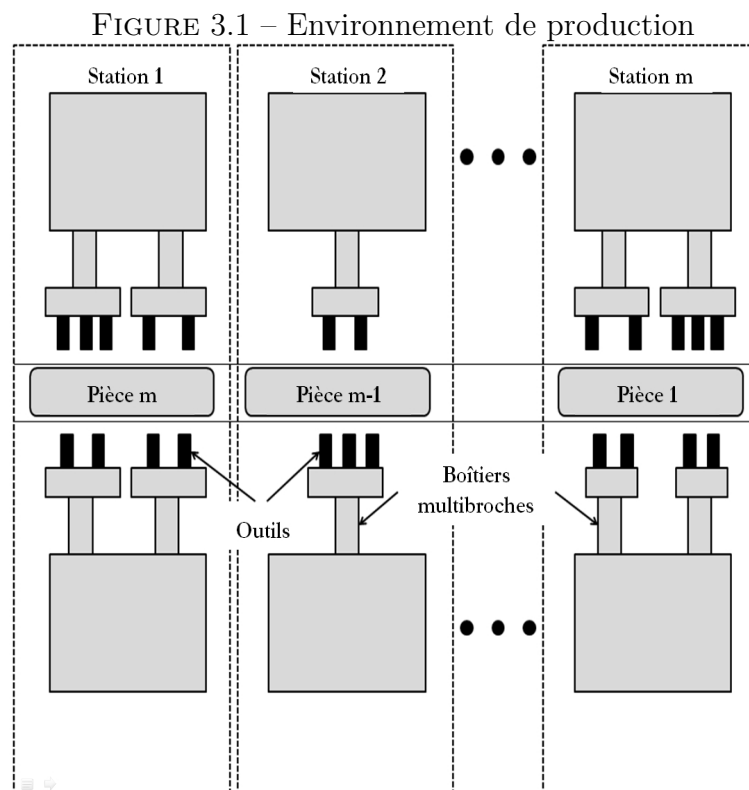 FIGURE 3.1 – Environnement de production
Station 1
Station 2
Station m
Pièce m
Pièce m-1
Pièce 1
Outils
Boîtiers
multibroches